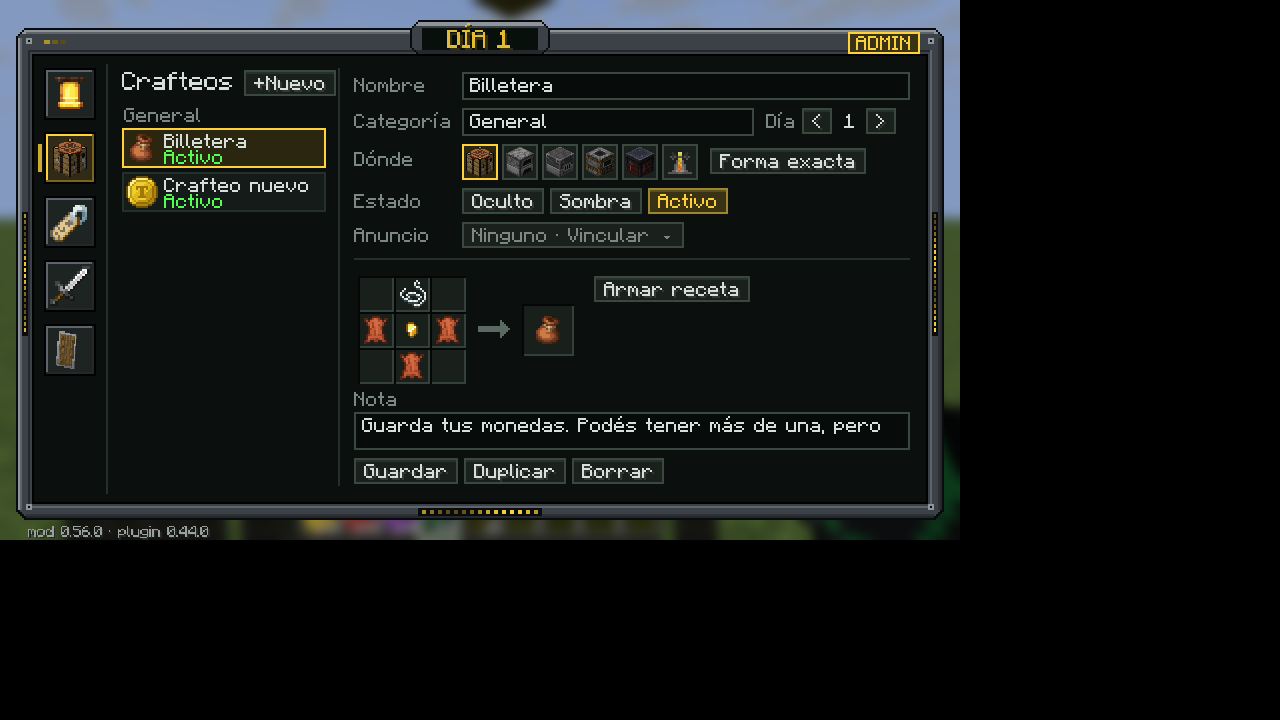 DÍA 1
ADMIN
Crafteos
+Nuevo
General
Billetera
Activo
Crafteo nuevo
Activo
Nombre
Billetera
Categoría
General
Día
<
1
>
Dónde
Forma exacta
Estado
Oculto
Sombra
Activo
Anuncio
Ninguno · Vincular
Armar receta
Nota
Guarda tus monedas. Podés tener más de una, pero
Guardar
Duplicar
Borrar
mod 0.56.0 · plugin 0.44.0